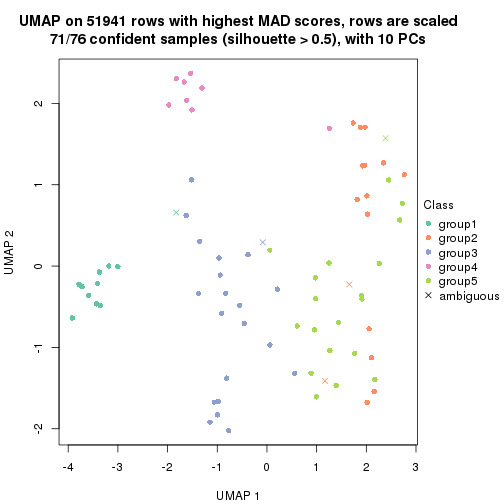 UMAP on 51941 rows with highest MAD scores, rows are scaled
71/76 confident samples (silhouette > 0.5), with 10 PCs
UMAP 2
2
1
0
-1
-2
-4
-3
-2
-1
0
1
2
3
UMAP 1
Class
group1
group2
group3
group4
group5
ambiguous